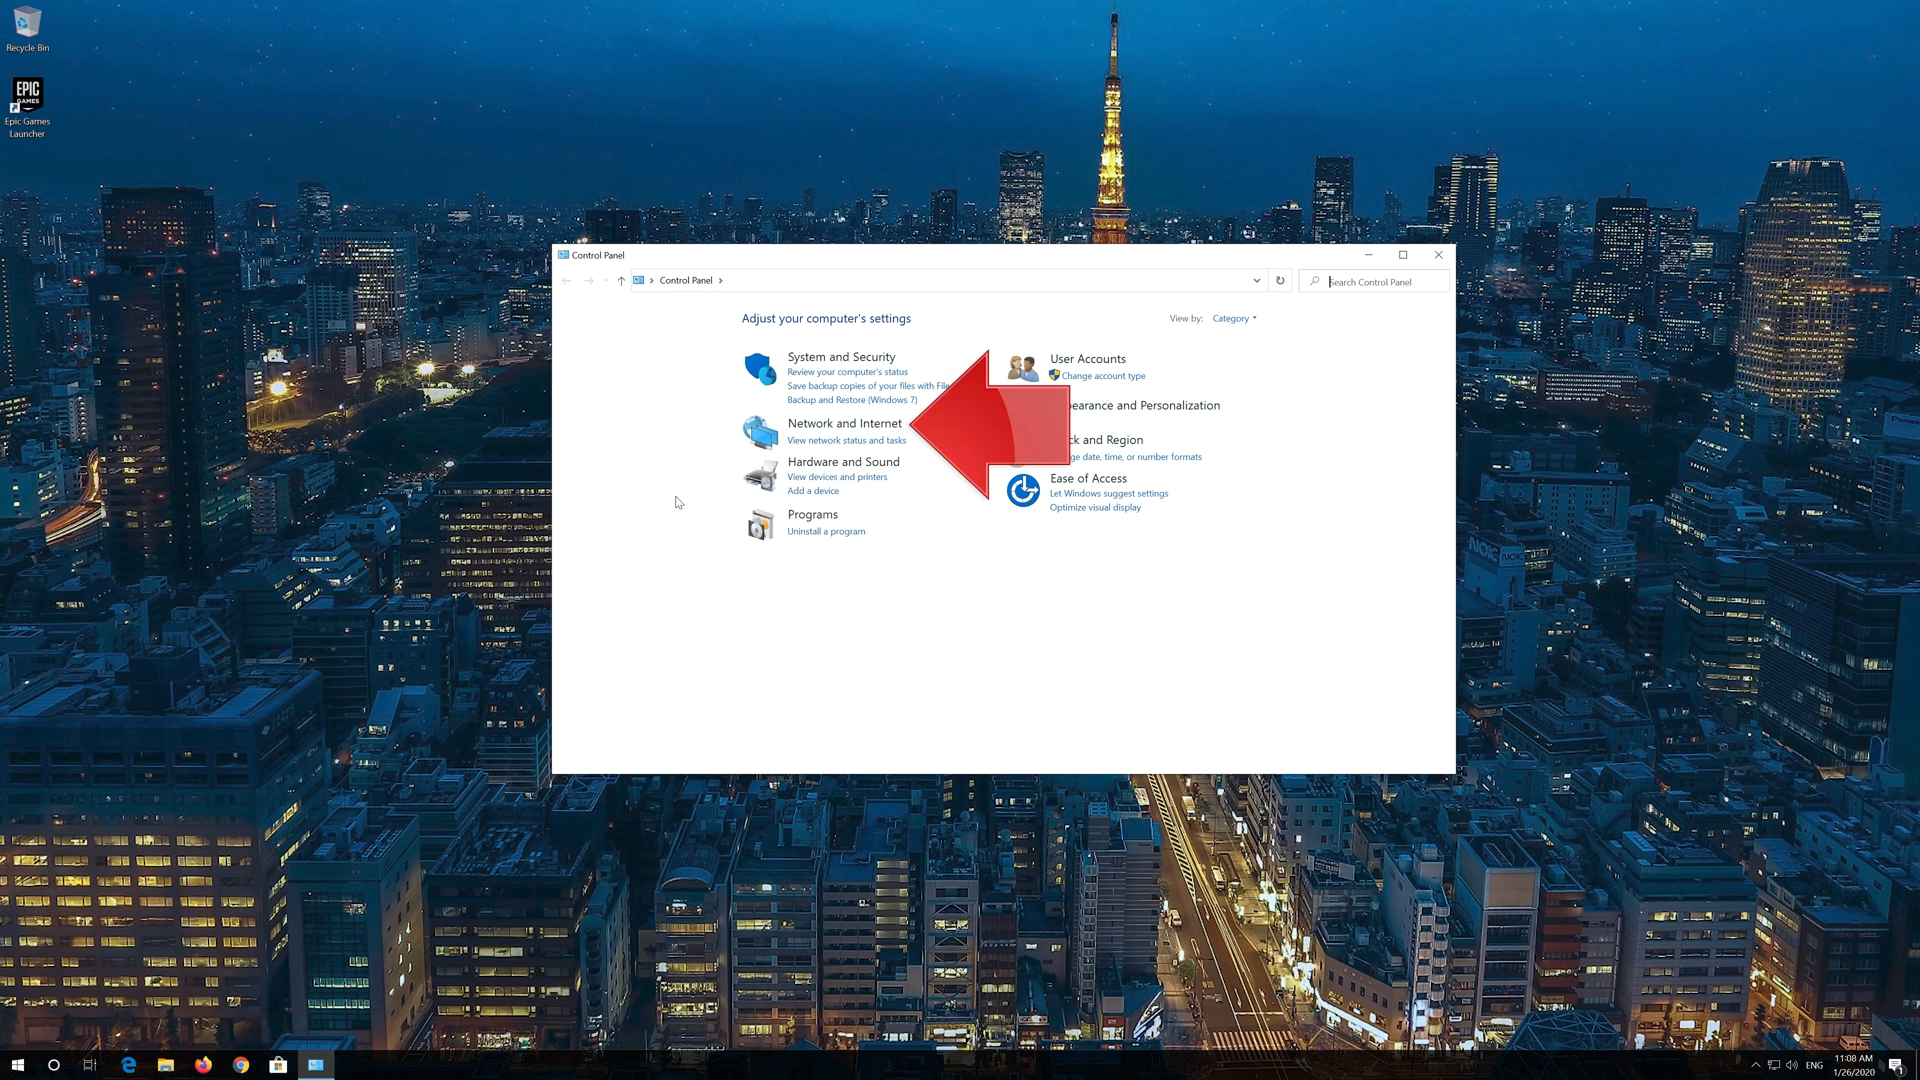 Recycle Bin
EPIC
GAMES
Epic Games
Launcher
Control Panel
Control Panel
Search Control Panel
Adjust your computer's settings
View by:
Category
System and Security
Review your computer's status
Save backup copies of your files with File
Backup and Restore (Windows 7)
Network and Internet
View network status and tasks
Hardware and Sound
View devices and printers
Add a device
Programs
Uninstall a program
User Accounts
Change account type
pearance and Personalization
ck and Region
ge date, time, or number formats
Ease of Access
Let Windows suggest settings
Optimize visual display
NOK
ENG
11:08 AM
1/26/2020
1